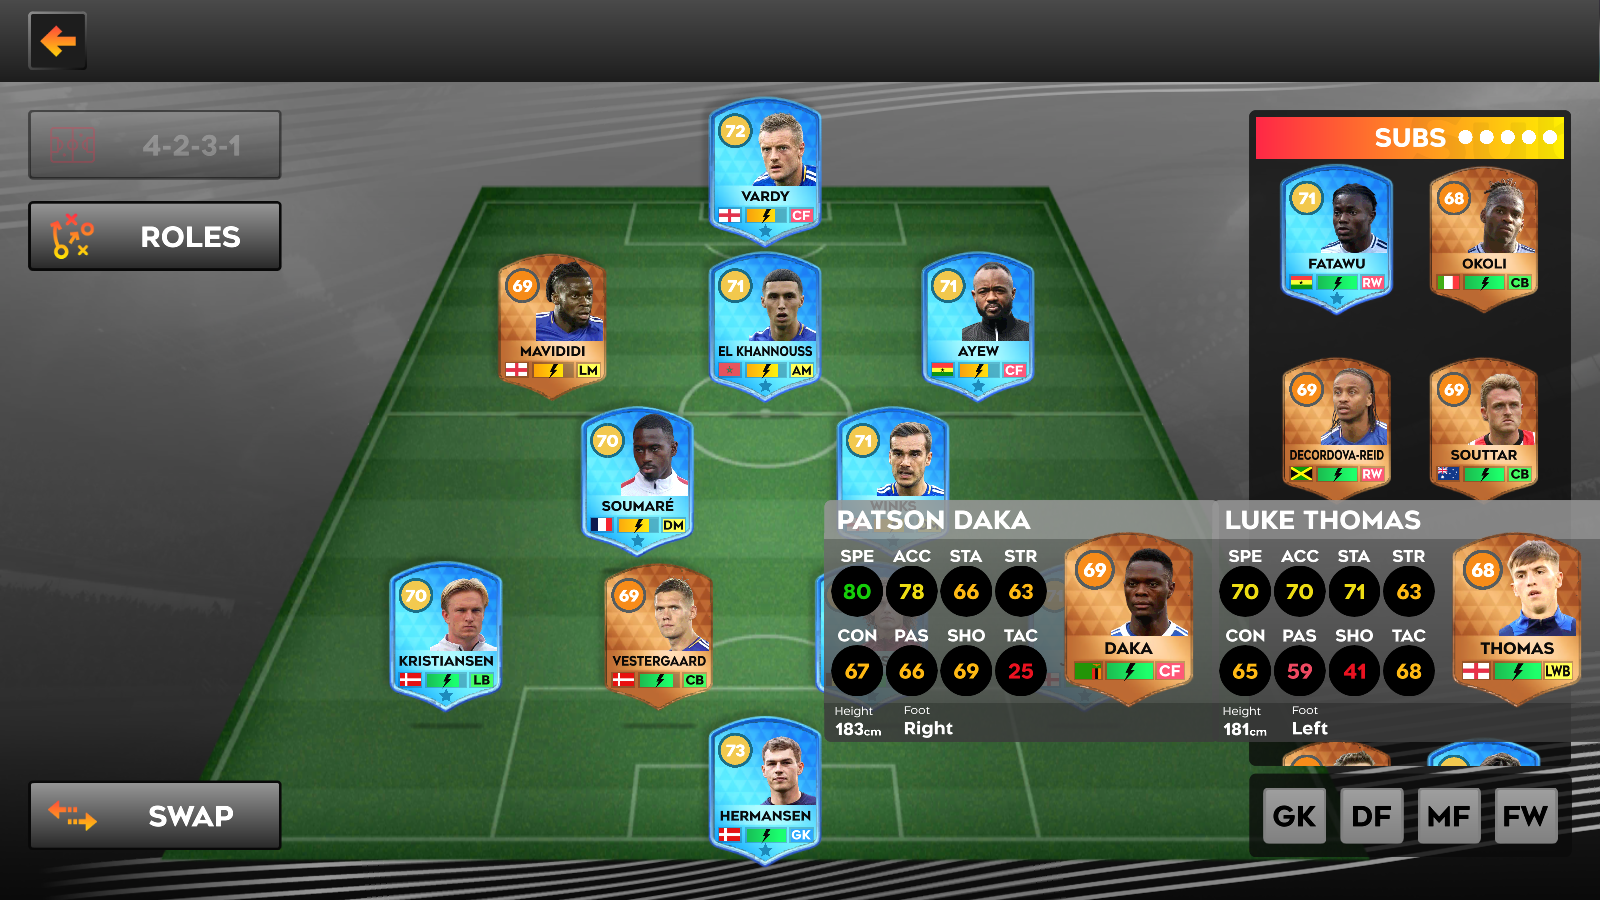 4-2-3-1
ROLES
SWAP
72
VARDY
CF
69
MAVIDIDI
LM
71
EL KHANNOUSS
AM
71
AYEW
CF
70
SOUMARÉ
DM
71
WINKS
70
KRISTIANSEN
LB
69
VESTERGAARD
CB
73
HERMANSEN
GK
SUBS
71
FATAWU
RW
68
OKOLI
CB
69
DECORDOVA-REID
RW
69
SOUTTAR
CB
PATSON DAKA
SPE ACC STA STR
80 78 66 63
CON PAS SHO TAC
67 66 69 25
Height Foot
183cm Right
69
DAKA
CF
LUKE THOMAS
SPE ACC STA STR
70 70 71 63
CON PAS SHO TAC
65 59 41 68
Height Foot
181cm Left
68
THOMAS
LWB
GK DF MF FW